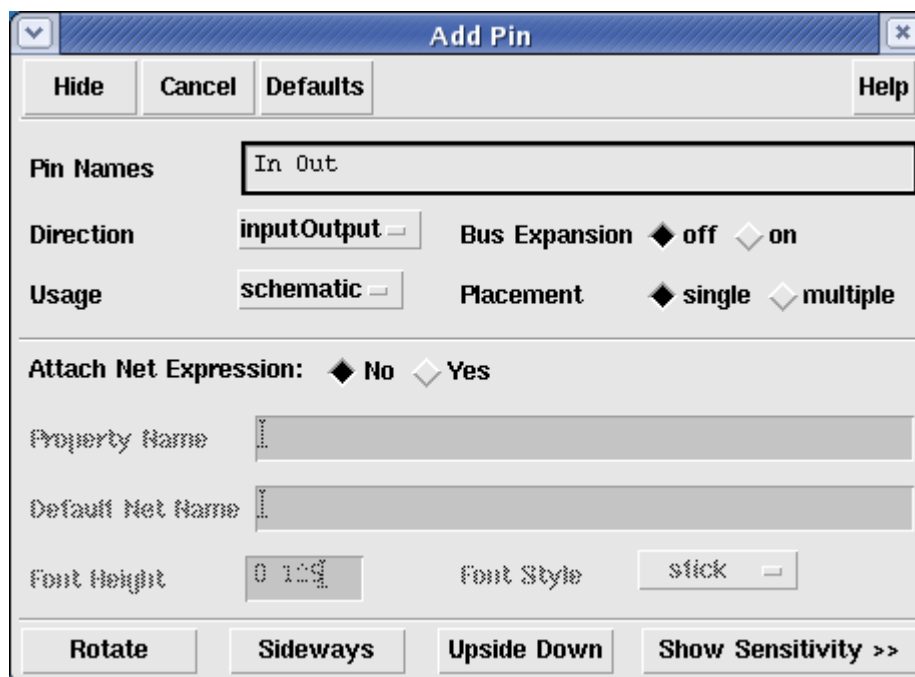 Add Pin
Hide Cancel Defaults Help
Pin Names In Out
Direction inputOutput Bus Expansion off on
Usage schematic Placement single multiple
Attach Net Expression: No Yes
Property Name
Default Net Name
Font Height Font Style stick
Rotate Sideways Upside Down Show Sensitivity >>